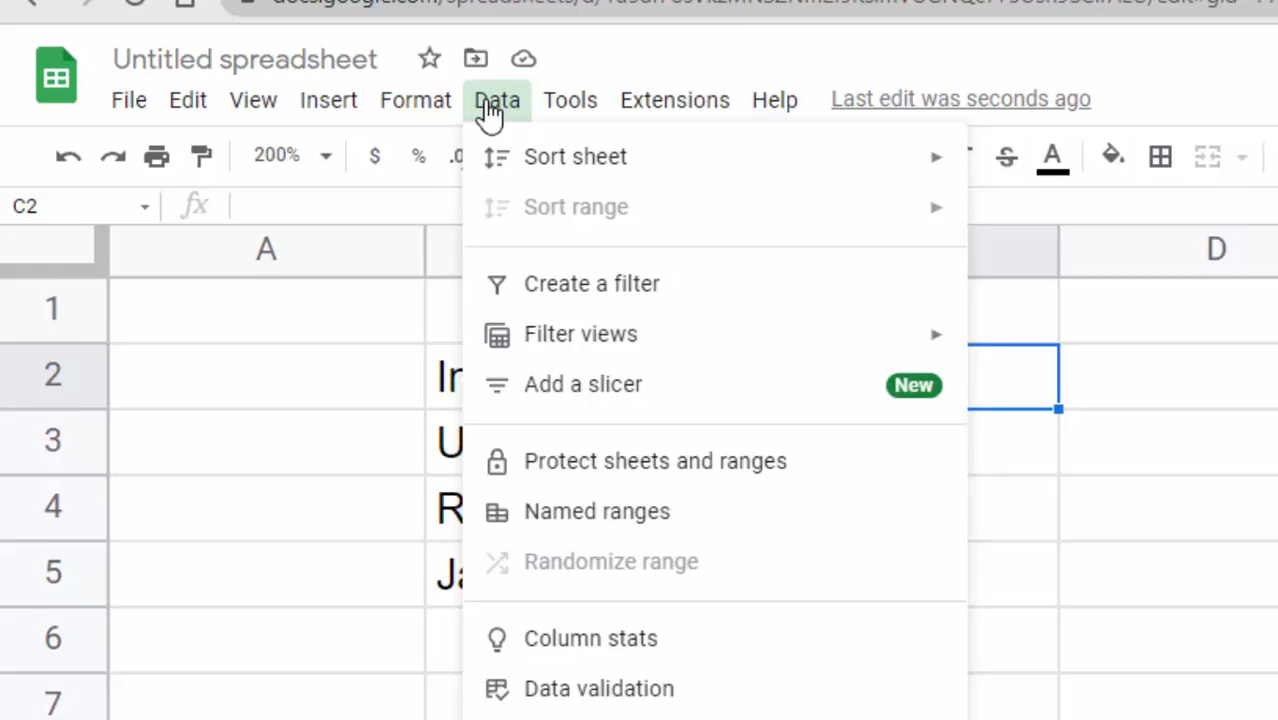 Untitled spreadsheet
File Edit View Insert Format Data Tools Extensions Help Last edit was seconds ago
200% $ % .0 A
C2 fx
A D
1
2
3
4
5
6
7
Sort sheet
Sort range
Create a filter
Filter views
Add a slicer New
Protect sheets and ranges
Named ranges
Randomize range
Column stats
Data validation